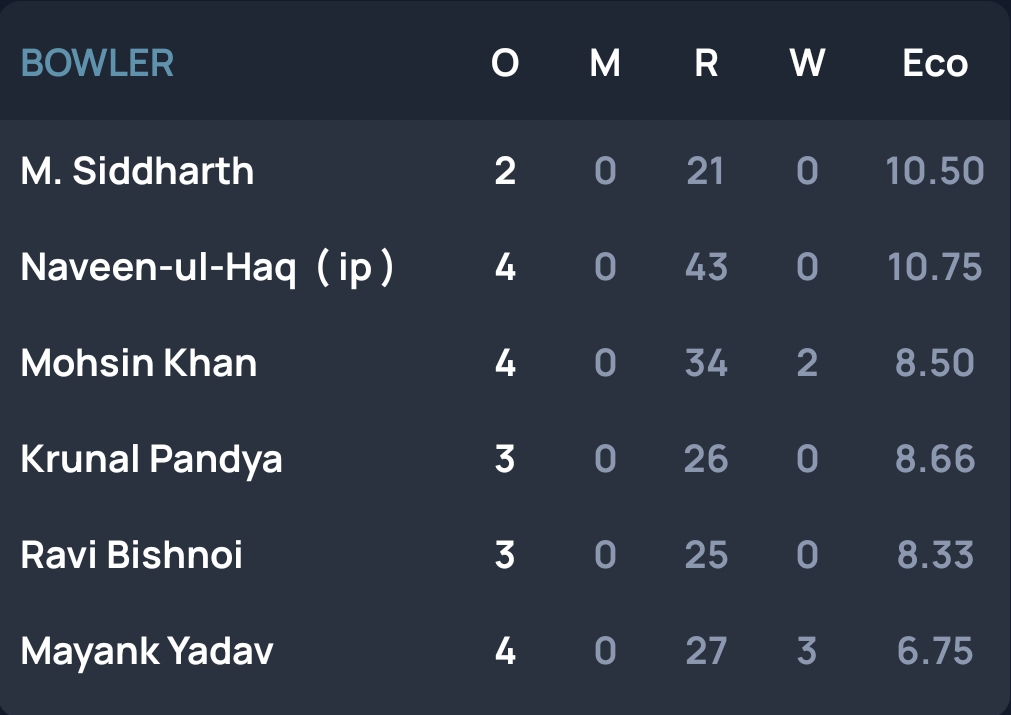 BOWLER O M R W Eco
M. Siddharth 2 0 21 0 10.50
Naveen-ul-Haq ( ip ) 4 0 43 0 10.75
Mohsin Khan 4 0 34 2 8.50
Krunal Pandya 3 0 26 0 8.66
Ravi Bishnoi 3 0 25 0 8.33
Mayank Yadav 4 0 27 3 6.75